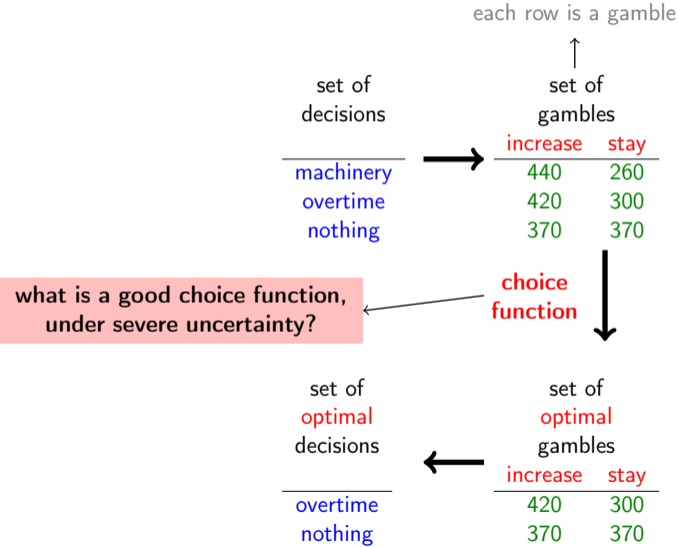 each row is a gamble
set of
decisions
set of
gambles
increase stay
machinery 440 260
overtime 420 300
nothing 370 370
choice
function
what is a good choice function,
under severe uncertainty?
set of
optimal
decisions
set of
optimal
gambles
increase stay
overtime 420 300
nothing 370 370